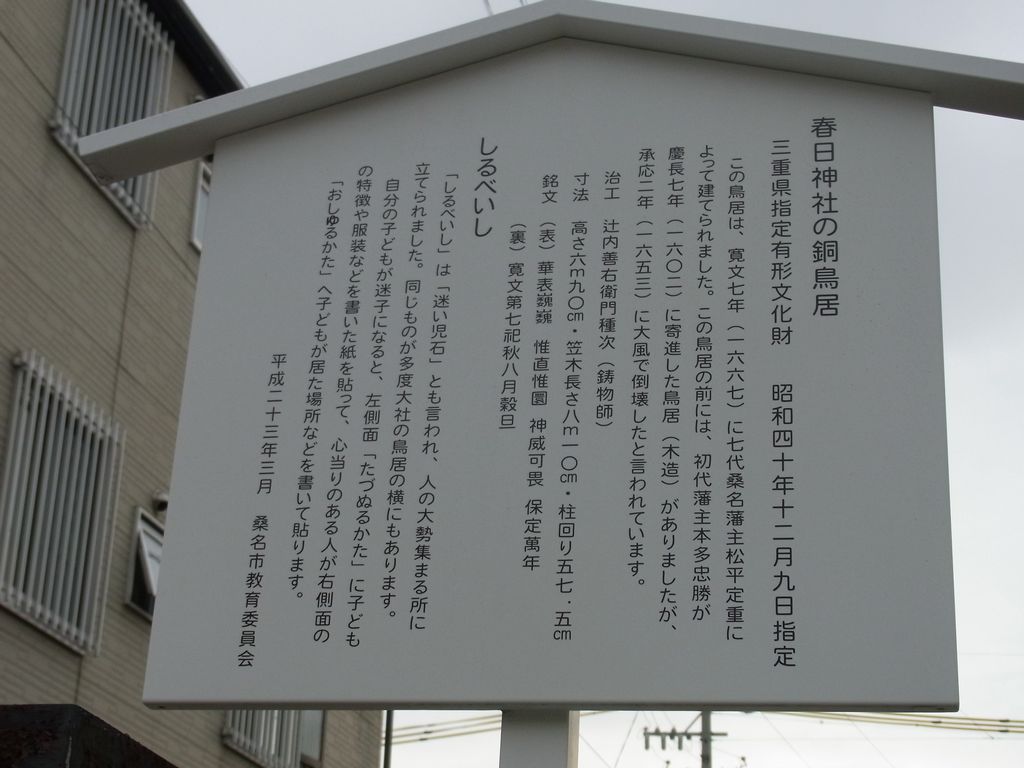 春日神社の銅鳥居
三重県指定有形文化財　昭和四十年十二月九日指定
この鳥居は、寛文七年（一六六七）に七代桑名藩主松平定重に
よって建てられました。この鳥居の前には、初代藩主本多忠勝が
慶長七年（一六〇二）に寄進した鳥居（木造）がありましたが、
承応二年（一六五三）に大風で倒壊したと言われています。
治工　辻内善右衛門種次（鋳物師）
寸法　高さ六ｍ九〇㎝・笠木長さ八ｍ一〇㎝・柱回り五七．五㎝
銘文　（表）華表巍巍　惟直惟圜　神威可畏　保定萬年
（裏）寛文第七祀秋八月穀旦
しるべいし
「しるべいし」は「迷い児石」とも言われ、人の大勢集まる所に
立てられました。同じものが多度大社の鳥居の横にもあります。
自分の子どもが迷子になると、左側面「たづぬるかた」に子ども
の特徴や服装などを書いた紙を貼って、心当りのある人が右側面の
「おしゆるかた」へ子どもが居た場所などを書いて貼ります。
平成二十三年三月　桑名市教育委員会